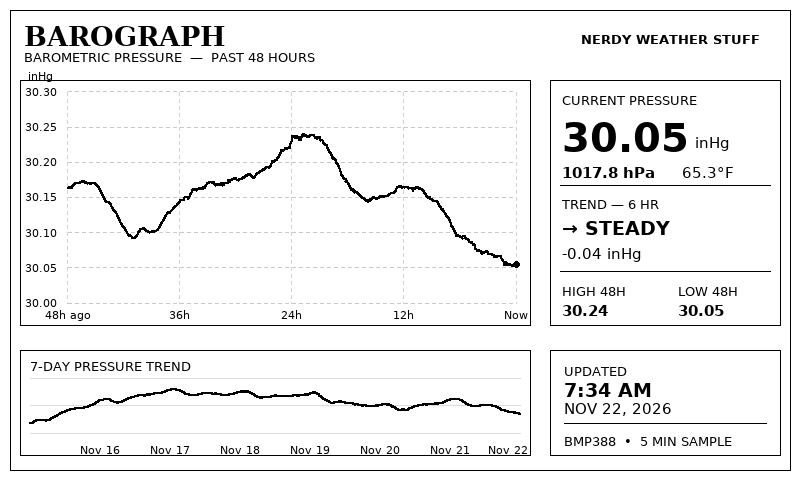 BAROGRAPH
NERDY WEATHER STUFF
BAROMETRIC PRESSURE — PAST 48 HOURS
inHg
30.30
30.25
30.20
30.15
30.10
30.05
30.00
48h ago 36h 24h 12h Now
CURRENT PRESSURE
30.05 inHg
1017.8 hPa 65.3°F
TREND — 6 HR
→ STEADY
-0.04 inHg
HIGH 48H LOW 48H
30.24 30.05
7-DAY PRESSURE TREND
Nov 16 Nov 17 Nov 18 Nov 19 Nov 20 Nov 21 Nov 22
UPDATED
7:34 AM
NOV 22, 2026
BMP388 • 5 MIN SAMPLE